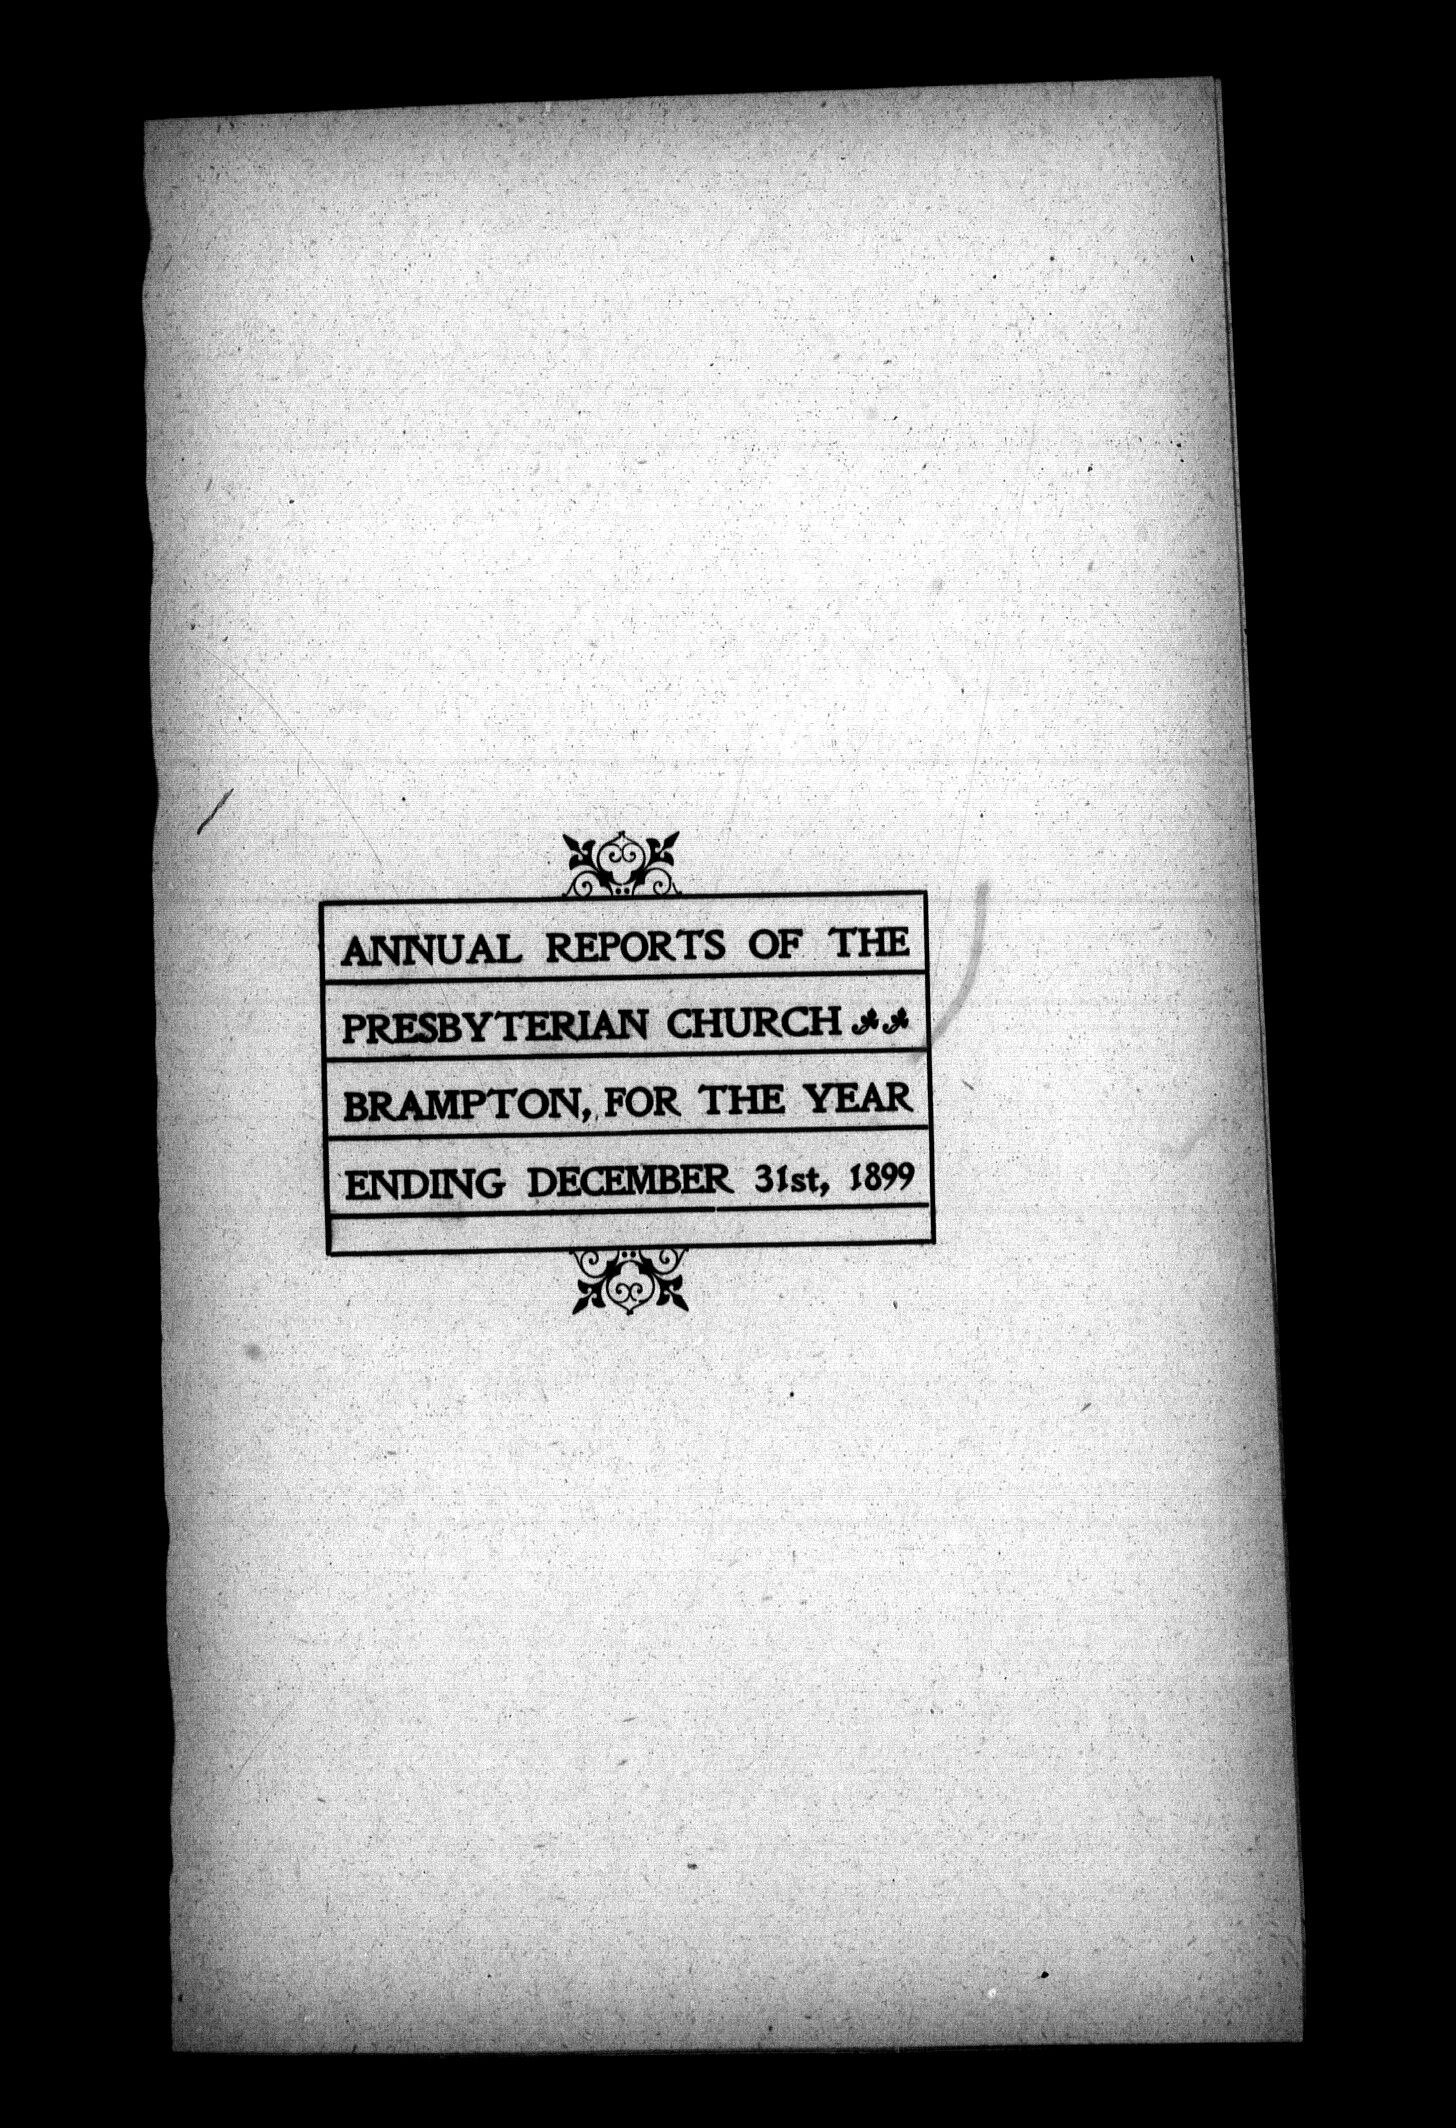 ANNUAL REPORTS OF THE
PRESBYTERIAN CHURCH
BRAMPTON, FOR THE YEAR
ENDING DECEMBER 31st, 1899